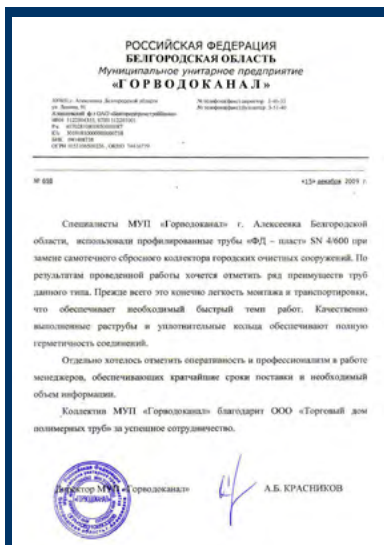 РОССИЙСКАЯ ФЕДЕРАЦИЯ
БЕЛГОРОДСКАЯ ОБЛАСТЬ
Муниципальное унитарное предприятие
«ГОРВОДОКАНАЛ»
г. Алексеевка Белгородской области
№ 698 «15» декабря 2009 г.
Специалисты МУП «Горводоканал» г. Алексеевка Белгородской
области, использовали профилированные трубы «ФД – пласт» SN 4/600 при
замене самотечного сбросного коллектора городских очистных сооружений. По
результатам проведенной работы хочется отметить ряд преимуществ труб
данного типа. Прежде всего это конечно легкость монтажа и транспортировки,
что обеспечивает необходимый быстрый темп работ. Качественно
выполненные раструбы и уплотнительные кольца обеспечивают полную
герметичность соединений.
Отдельно хотелось отметить оперативность и профессионализм в работе
менеджеров, обеспечивающих кратчайшие сроки поставки и необходимый
объем информации.
Коллектив МУП «Горводоканал» благодарит ООО «Торговый дом
полимерных труб» за успешное сотрудничество.
Директор МУП «Горводоканал» А.Б. КРАСНИКОВ